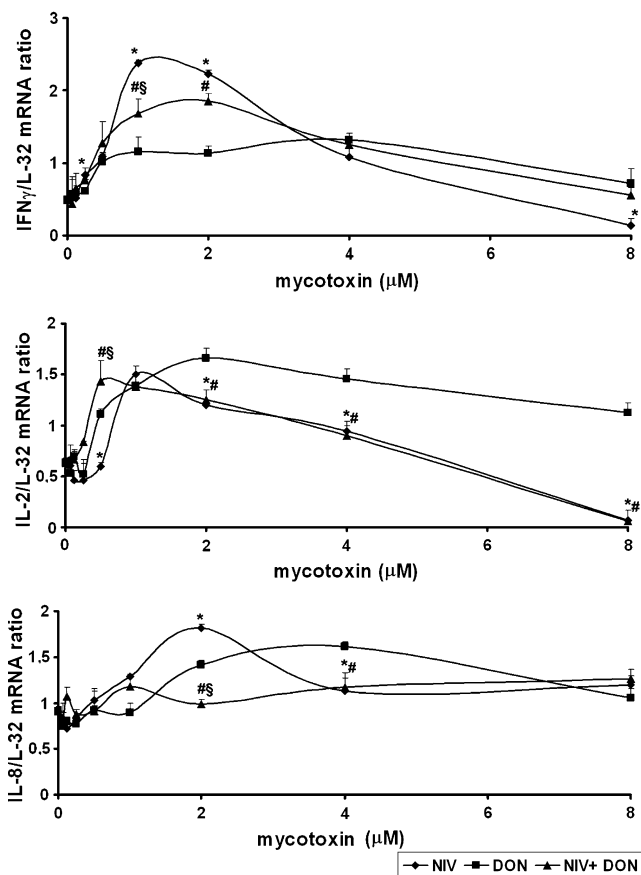 IFNγ/L-32 mRNA ratio
3
2
1
0
*
*
#§
#
*
*
0 2 4 6 8
mycotoxin (μM)
IL-2/L-32 mRNA ratio
2
1.5
1
0.5
0
#§
*
*#
*#
*#
0 2 4 6 8
mycotoxin (μM)
IL-8/L-32 mRNA ratio
2
1.5
1
0.5
0
*
#§
*#
0 2 4 6 8
mycotoxin (μM)
NIV DON NIV+ DON